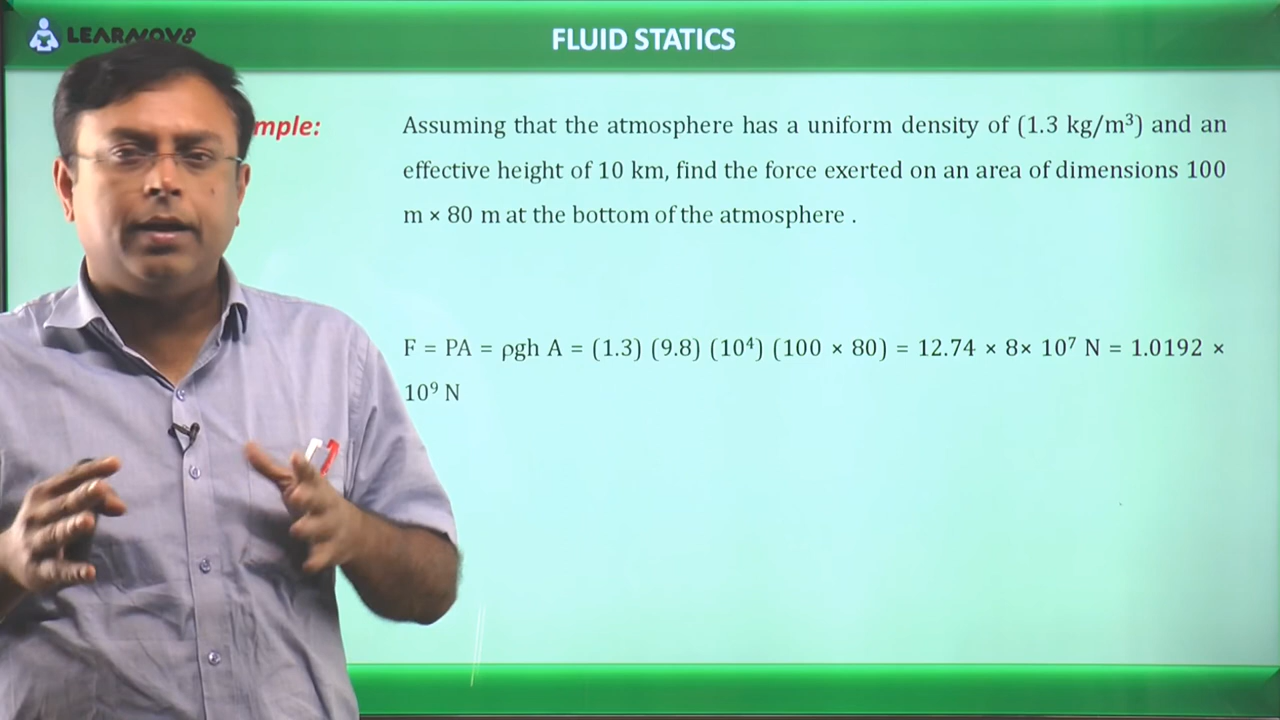 LEARNOV8
FLUID STATICS
mple:
Assuming that the atmosphere has a uniform density of (1.3 kg/m³) and an
effective height of 10 km, find the force exerted on an area of dimensions 100
m × 80 m at the bottom of the atmosphere .
F = PA = ρgh A = (1.3) (9.8) (10⁴) (100 × 80) = 12.74 × 8× 10⁷ N = 1.0192 ×
10⁹ N